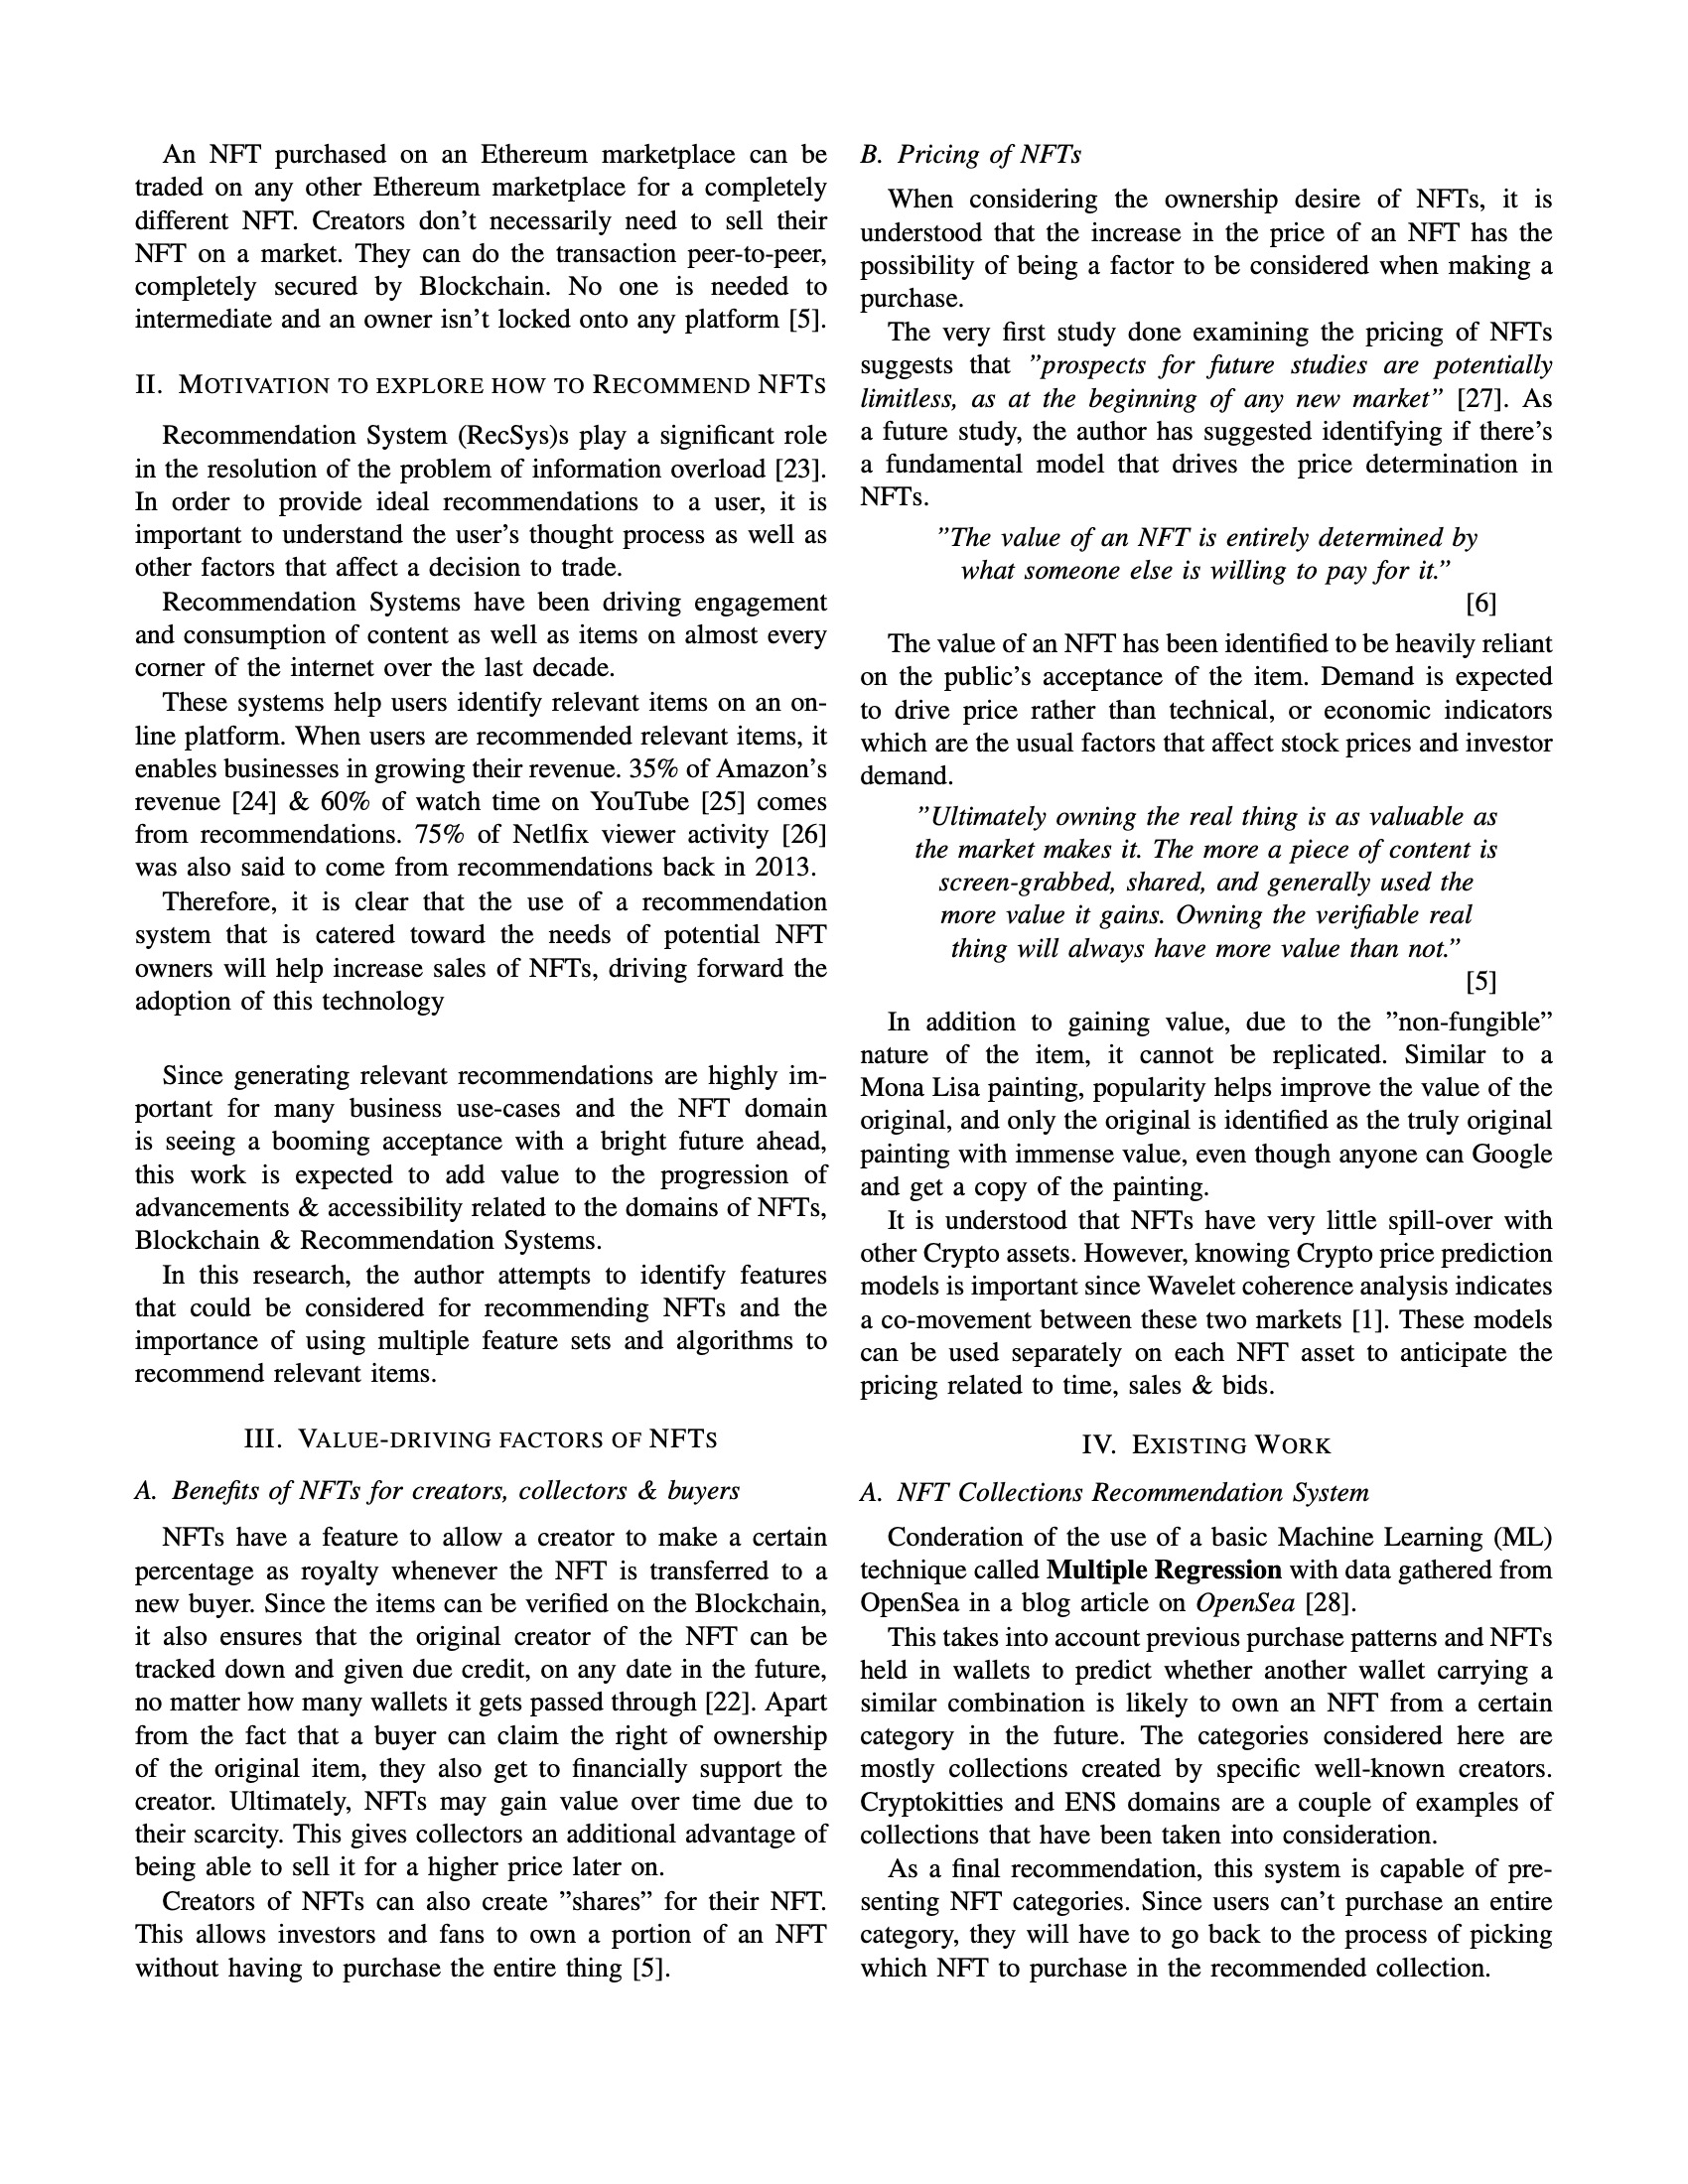 An NFT purchased on an Ethereum marketplace can be
traded on any other Ethereum marketplace for a completely
different NFT. Creators don't necessarily need to sell their
NFT on a market. They can do the transaction peer-to-peer,
completely secured by Blockchain. No one is needed to
intermediate and an owner isn't locked onto any platform [5].
II. MOTIVATION TO EXPLORE HOW TO RECOMMEND NFTS
Recommendation System (RecSys)s play a significant role
in the resolution of the problem of information overload [23].
In order to provide ideal recommendations to a user, it is
important to understand the user's thought process as well as
other factors that affect a decision to trade.
Recommendation Systems have been driving engagement
and consumption of content as well as items on almost every
corner of the internet over the last decade.
These systems help users identify relevant items on an on-
line platform. When users are recommended relevant items, it
enables businesses in growing their revenue. 35% of Amazon's
revenue [24] & 60% of watch time on YouTube [25] comes
from recommendations. 75% of Netlfix viewer activity [26]
was also said to come from recommendations back in 2013.
Therefore, it is clear that the use of a recommendation
system that is catered toward the needs of potential NFT
owners will help increase sales of NFTs, driving forward the
adoption of this technology
Since generating relevant recommendations are highly im-
portant for many business use-cases and the NFT domain
is seeing a booming acceptance with a bright future ahead,
this work is expected to add value to the progression of
advancements & accessibility related to the domains of NFTs,
Blockchain & Recommendation Systems.
In this research, the author attempts to identify features
that could be considered for recommending NFTs and the
importance of using multiple feature sets and algorithms to
recommend relevant items.
III. VALUE-DRIVING FACTORS OF NFTS
A. Benefits of NFTs for creators, collectors & buyers
NFTs have a feature to allow a creator to make a certain
percentage as royalty whenever the NFT is transferred to a
new buyer. Since the items can be verified on the Blockchain,
it also ensures that the original creator of the NFT can be
tracked down and given due credit, on any date in the future,
no matter how many wallets it gets passed through [22]. Apart
from the fact that a buyer can claim the right of ownership
of the original item, they also get to financially support the
creator. Ultimately, NFTs may gain value over time due to
their scarcity. This gives collectors an additional advantage of
being able to sell it for a higher price later on.
Creators of NFTs can also create ”shares” for their NFT.
This allows investors and fans to own a portion of an NFT
without having to purchase the entire thing [5].
B. Pricing of NFTs
When considering the ownership desire of NFTs, it is
understood that the increase in the price of an NFT has the
possibility of being a factor to be considered when making a
purchase.
The very first study done examining the pricing of NFTs
suggests that ”prospects for future studies are potentially
limitless, as at the beginning of any new market” [27]. As
a future study, the author has suggested identifying if there's
a fundamental model that drives the price determination in
NFTs.
”The value of an NFT is entirely determined by
what someone else is willing to pay for it.”
[6]
The value of an NFT has been identified to be heavily reliant
on the public's acceptance of the item. Demand is expected
to drive price rather than technical, or economic indicators
which are the usual factors that affect stock prices and investor
demand.
”Ultimately owning the real thing is as valuable as
the market makes it. The more a piece of content is
screen-grabbed, shared, and generally used the
more value it gains. Owning the verifiable real
thing will always have more value than not.”
[5]
In addition to gaining value, due to the ”non-fungible”
nature of the item, it cannot be replicated. Similar to a
Mona Lisa painting, popularity helps improve the value of the
original, and only the original is identified as the truly original
painting with immense value, even though anyone can Google
and get a copy of the painting.
It is understood that NFTs have very little spill-over with
other Crypto assets. However, knowing Crypto price prediction
models is important since Wavelet coherence analysis indicates
a co-movement between these two markets [1]. These models
can be used separately on each NFT asset to anticipate the
pricing related to time, sales & bids.
IV. EXISTING WORK
A. NFT Collections Recommendation System
Conderation of the use of a basic Machine Learning (ML)
technique called Multiple Regression with data gathered from
OpenSea in a blog article on OpenSea [28].
This takes into account previous purchase patterns and NFTs
held in wallets to predict whether another wallet carrying a
similar combination is likely to own an NFT from a certain
category in the future. The categories considered here are
mostly collections created by specific well-known creators.
Cryptokitties and ENS domains are a couple of examples of
collections that have been taken into consideration.
As a final recommendation, this system is capable of pre-
senting NFT categories. Since users can't purchase an entire
category, they will have to go back to the process of picking
which NFT to purchase in the recommended collection.